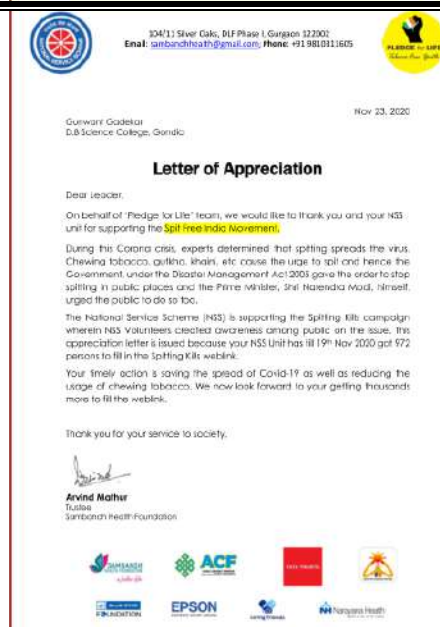 104/11 Silver Oaks, DLF Phase I, Gurgaon 122002
Email: sambandhhealth@gmail.com; Phone: +91 9810311605
PLEDGE for LIFE
Tobacco Free Youth
Nov 23, 2020
Gunwant Gadekar
D.B Science College, Gondia
Letter of Appreciation
Dear Leader,
On behalf of 'Pledge for Life' team, we would like to thank you and your NSS
unit for supporting the Spit Free India Movement.
During this Corona crisis, experts determined that spitting spreads the virus.
Chewing tobacco, gutkha, khaini, etc cause the urge to spit and hence the
Government, under the Disaster Management Act 2005 gave the order to stop
spitting in public places and the Prime Minister, Shri Narendra Modi, himself,
urged the public to do so too.
The National Service Scheme (NSS) is supporting the Spitting Kills campaign
wherein NSS Volunteers created awareness among public on the issue. This
appreciation letter is issued because your NSS Unit has till 19th Nov 2020 got 972
persons to fill in the Spitting Kills weblink.
Your timely action is saving the spread of Covid-19 as well as reducing the
usage of chewing tobacco. We now look forward to your getting thousands
more to fill the weblink.
Thank you for your service to society.
Arvind Mathur
Trustee
Sambandh Health Foundation
SAMBANDH
ACF
TATA TRUSTS
FOUNDATION
EPSON
Narayana Health